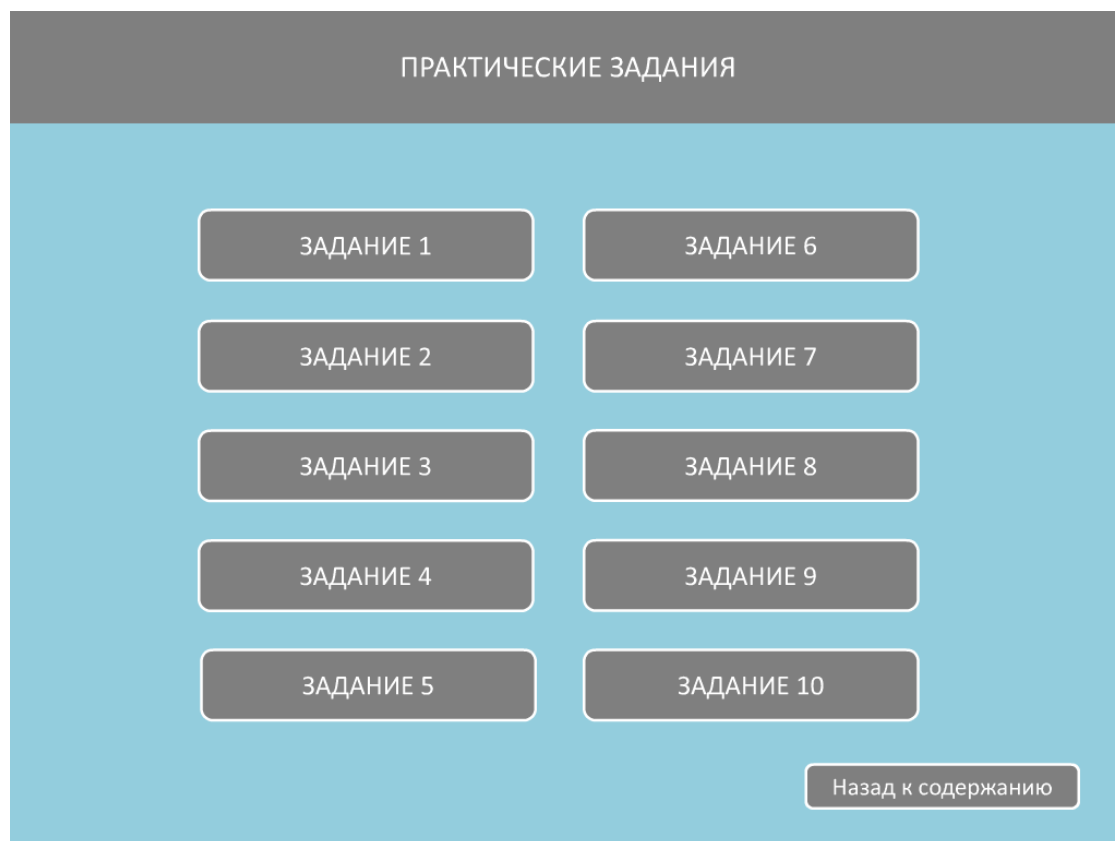 ПРАКТИЧЕСКИЕ ЗАДАНИЯ
ЗАДАНИЕ 1
ЗАДАНИЕ 2
ЗАДАНИЕ 3
ЗАДАНИЕ 4
ЗАДАНИЕ 5
ЗАДАНИЕ 6
ЗАДАНИЕ 7
ЗАДАНИЕ 8
ЗАДАНИЕ 9
ЗАДАНИЕ 10
Назад к содержанию